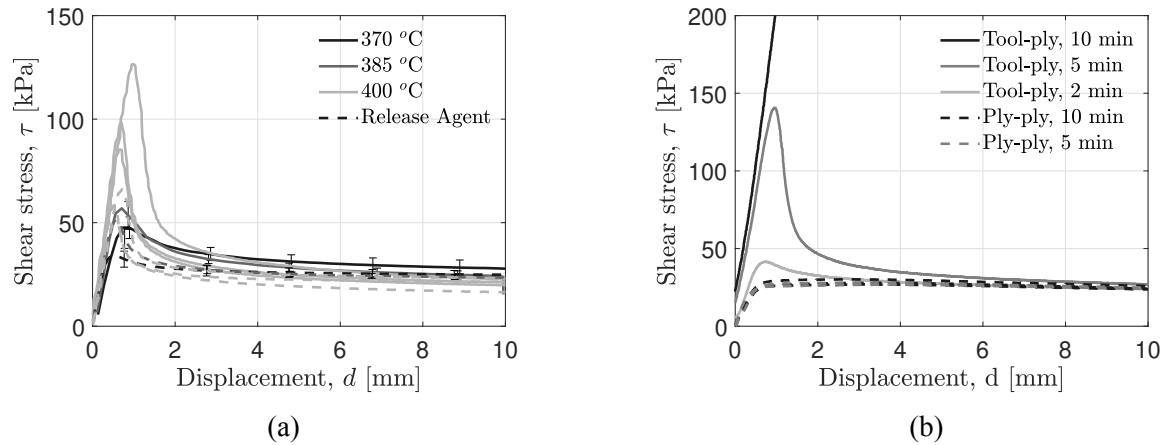 150
100
50
0
0 2 4 6 8 10
Shear stress, τ [kPa]
Displacement, d [mm]
370 °C
385 °C
400 °C
Release Agent
(a)
200
150
100
50
0
0 2 4 6 8 10
Shear stress, τ [kPa]
Displacement, d [mm]
Tool-ply, 10 min
Tool-ply, 5 min
Tool-ply, 2 min
Ply-ply, 10 min
Ply-ply, 5 min
(b)